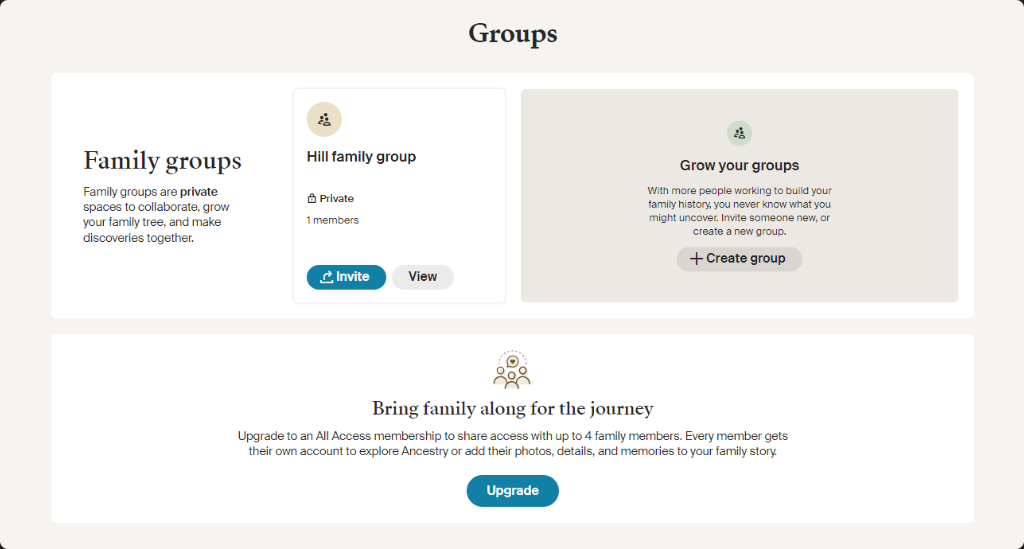 Groups
Family groups
Family groups are private
spaces to collaborate, grow
your family tree, and make
discoveries together.
Hill family group
Private
1 members
Invite
View
Grow your groups
With more people working to build your
family history, you never know what you
might uncover. Invite someone new, or
create a new group.
Create group
Bring family along for the journey
Upgrade to an All Access membership to share access with up to 4 family members. Every member gets
their own account to explore Ancestry or add their photos, details, and memories to your family story.
Upgrade